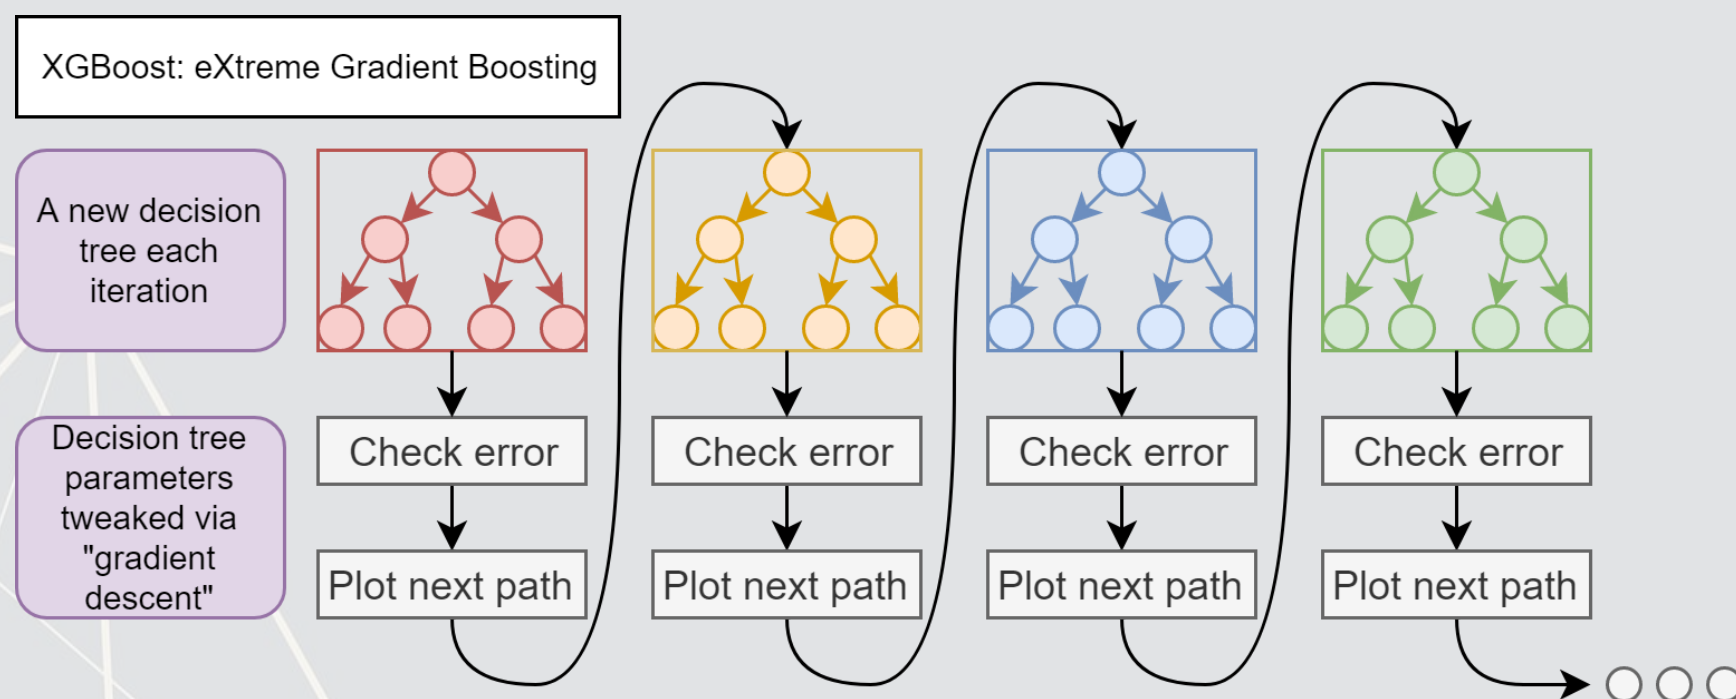 XGBoost: eXtreme Gradient Boosting
A new decision
tree each
iteration
Decision tree
parameters
tweaked via
"gradient
descent"
Check error
Check error
Check error
Check error
Plot next path
Plot next path
Plot next path
Plot next path